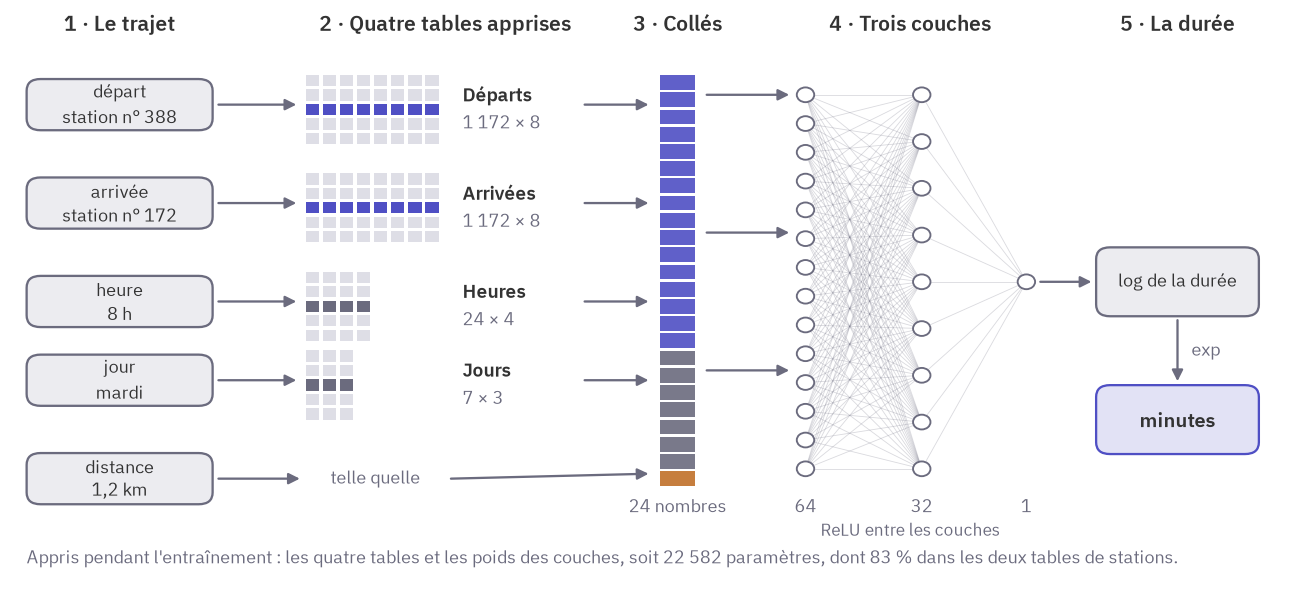 1 · Le trajet
2 · Quatre tables apprises
3 · Collés
4 · Trois couches
5 · La durée
départ
station n° 388
Départs
1 172 × 8
arrivée
station n° 172
Arrivées
1 172 × 8
heure
8 h
Heures
24 × 4
jour
mardi
Jours
7 × 3
distance
1,2 km
telle quelle
24 nombres
64
32
1
ReLU entre les couches
log de la durée
exp
minutes
Appris pendant l'entraînement : les quatre tables et les poids des couches, soit 22 582 paramètres, dont 83 % dans les deux tables de stations.